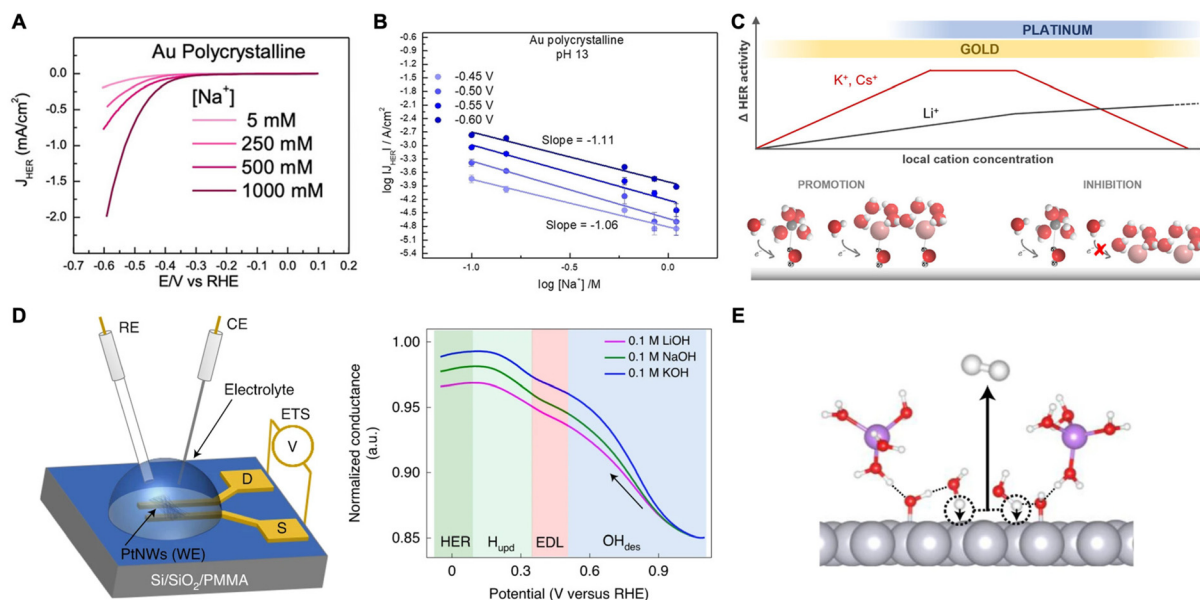 A
Au Polycrystalline
[Na⁺]
5 mM
250 mM
500 mM
1000 mM
J_HER (mA/cm²)
0.0
-0.5
-1.0
-1.5
-2.0
-0.7 -0.6 -0.5 -0.4 -0.3 -0.2 -0.1 0.0 0.1 0.2
E/V vs RHE
B
Au polycrystalline
pH 13
-0.45 V
-0.50 V
-0.55 V
-0.60 V
Slope = -1.11
Slope = -1.06
log |J_HER| / A/cm²
-0.6
-0.9
-1.2
-1.5
-1.8
-2.1
-2.4
-2.7
-3.0
-3.3
-3.6
-3.9
-4.2
-4.5
-4.8
-5.1
-1.0 -0.5 0.0
log [Na⁺] /M
C
PLATINUM
GOLD
K⁺, Cs⁺
Li⁺
Δ HER activity
local cation concentration
PROMOTION
INHIBITION
D
RE
CE
Electrolyte
ETS
V
D
S
PtNWs (WE)
Si/SiO₂/PMMA
0.1 M LiOH
0.1 M NaOH
0.1 M KOH
Normalized conductance
(a.u.)
1.00
0.95
0.90
0.85
HER
H_upd
EDL
OH_des
0 0.3 0.6 0.9
Potential (V versus RHE)
E